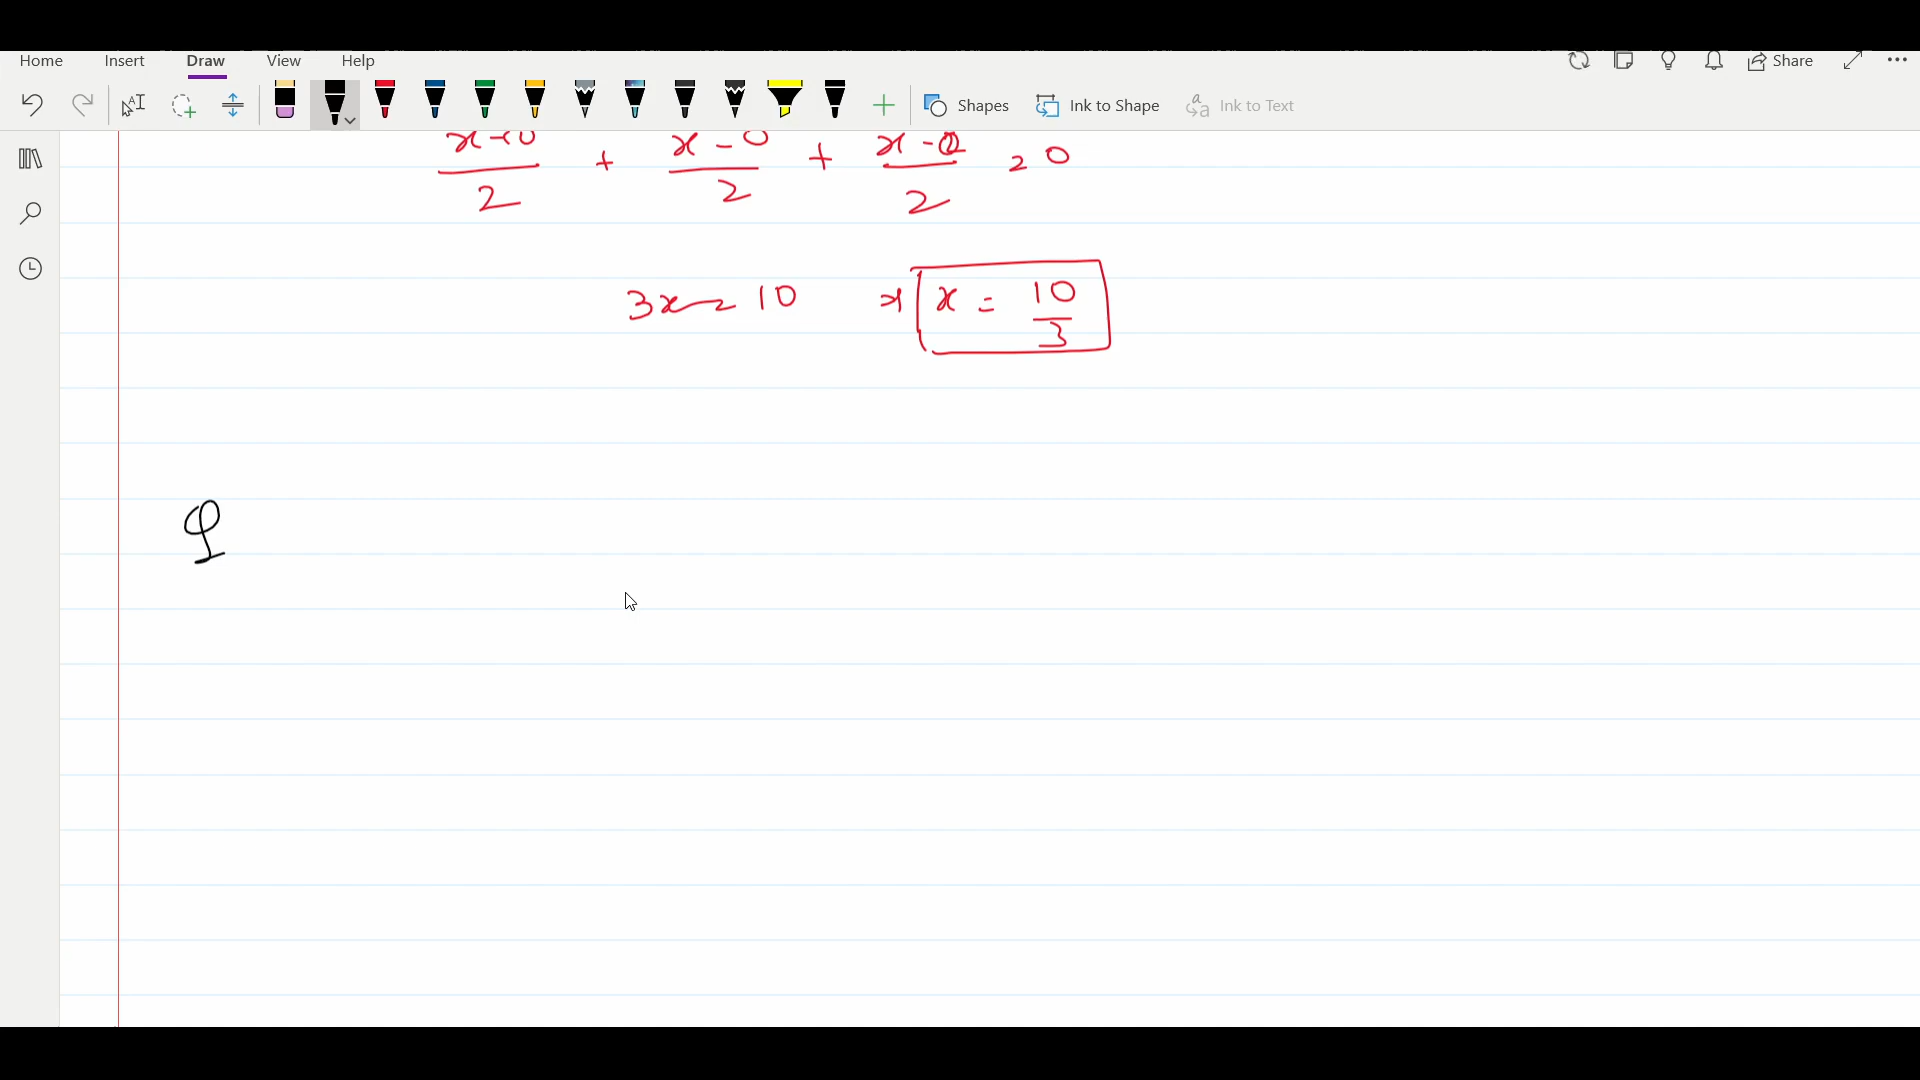 Home Insert Draw View Help Share
Shapes Ink to Shape Ink to Text
x-10/2 + x-0/2 + x-0/2 = 0
3x = 10 ⇒ x = 10/3
Q